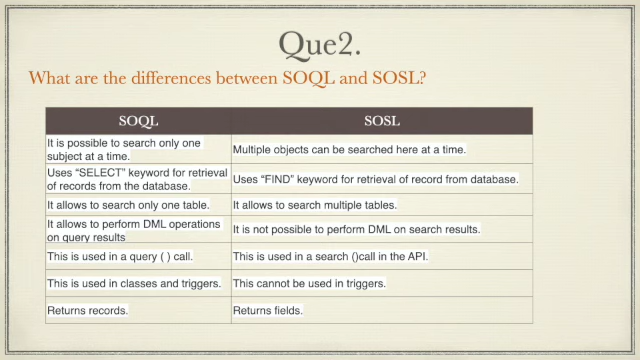 Que2.
What are the differences between SOQL and SOSL?
SOQL SOSL
It is possible to search only one
subject at a time.
Multiple objects can be searched here at a time.
Uses “SELECT” keyword for retrieval
of records from the database.
Uses “FIND” keyword for retrieval of record from database.
It allows to search only one table. It allows to search multiple tables.
It allows to perform DML operations
on query results
It is not possible to perform DML on search results.
This is used in a query ( ) call. This is used in a search ()call in the API.
This is used in classes and triggers. This cannot be used in triggers.
Returns records. Returns fields.